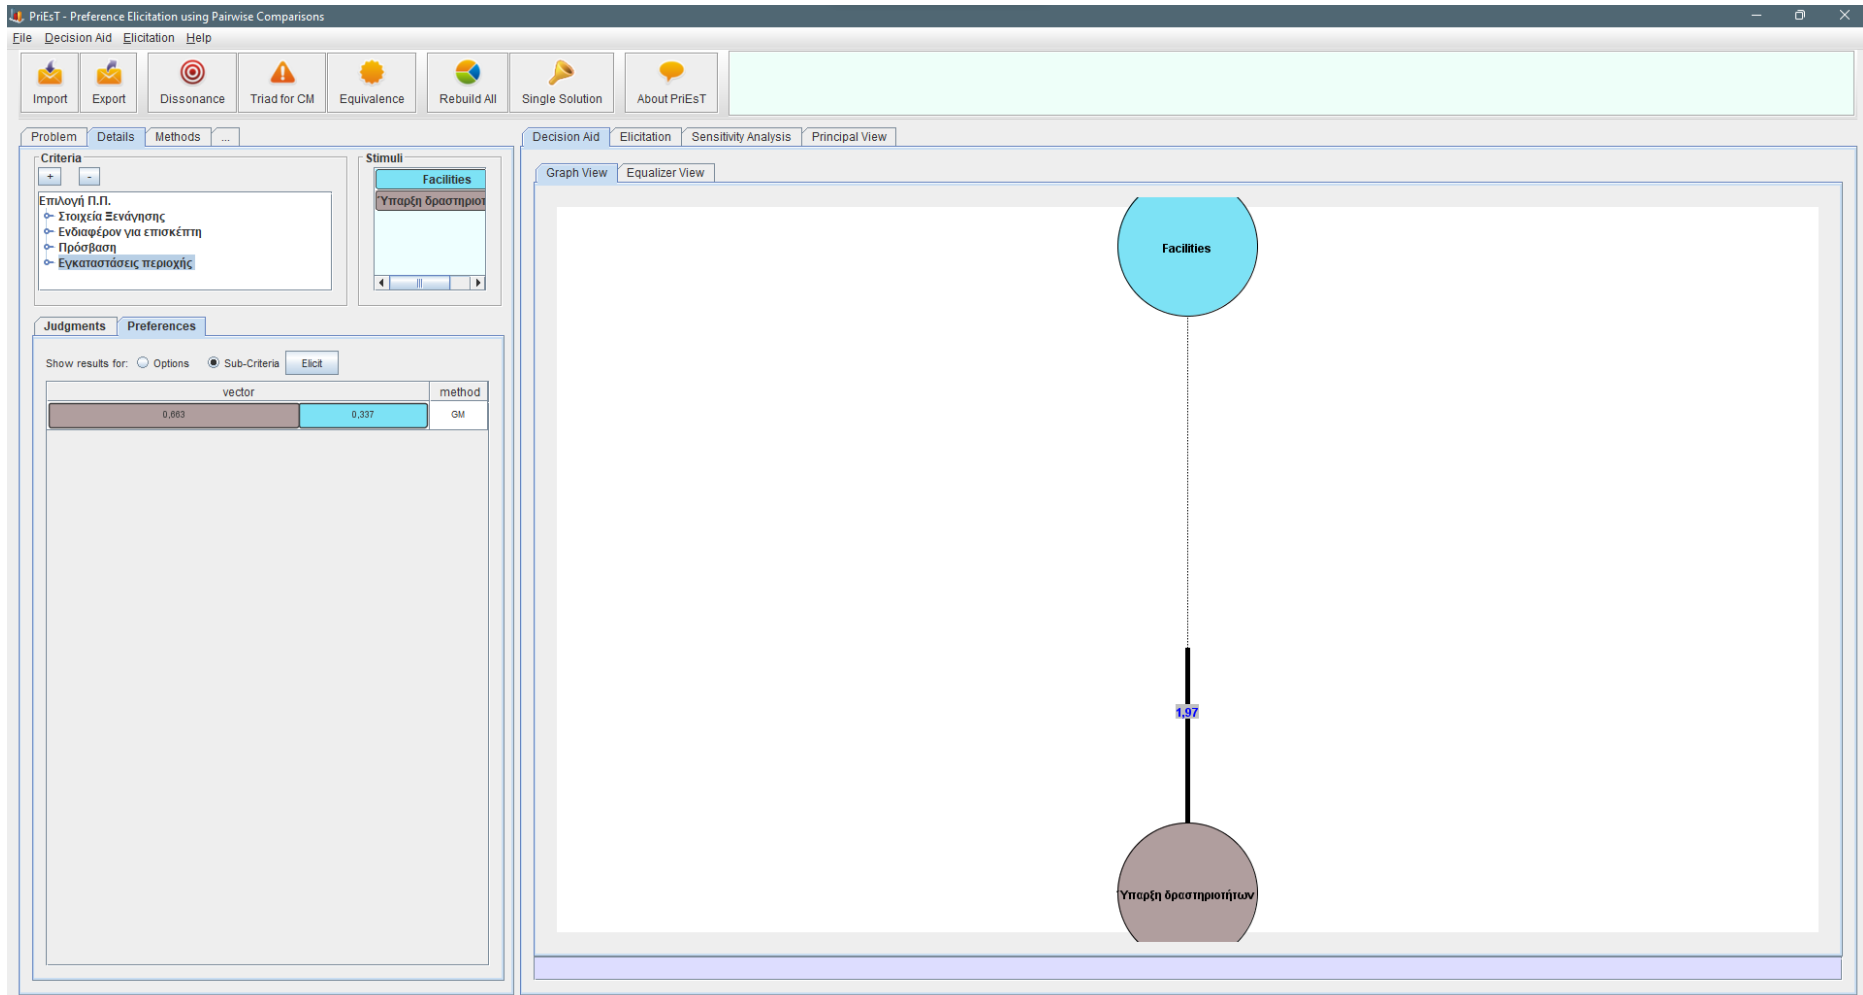 PriEsT - Preference Elicitation using Pairwise Comparisons
File Decision Aid Elicitation Help
Import Export Dissonance Triad for CM Equivalence Rebuild All Single Solution About PriEsT
Problem Details Methods ...
Decision Aid Elicitation Sensitivity Analysis Principal View
Criteria
+ -
Επιλογή Π.Π.
Στοιχεία Ξενάγησης
Ενδιαφέρον για επισκέπτη
Πρόσβαση
Εγκαταστάσεις περιοχής
Stimuli
Facilities
Ύπαρξη δραστηριοτ
Judgments Preferences
Show results for: Options Sub-Criteria Elicit
vector method
0,663 0,337 GM
Graph View Equalizer View
Facilities
1,97
Ύπαρξη δραστηριοτήτων